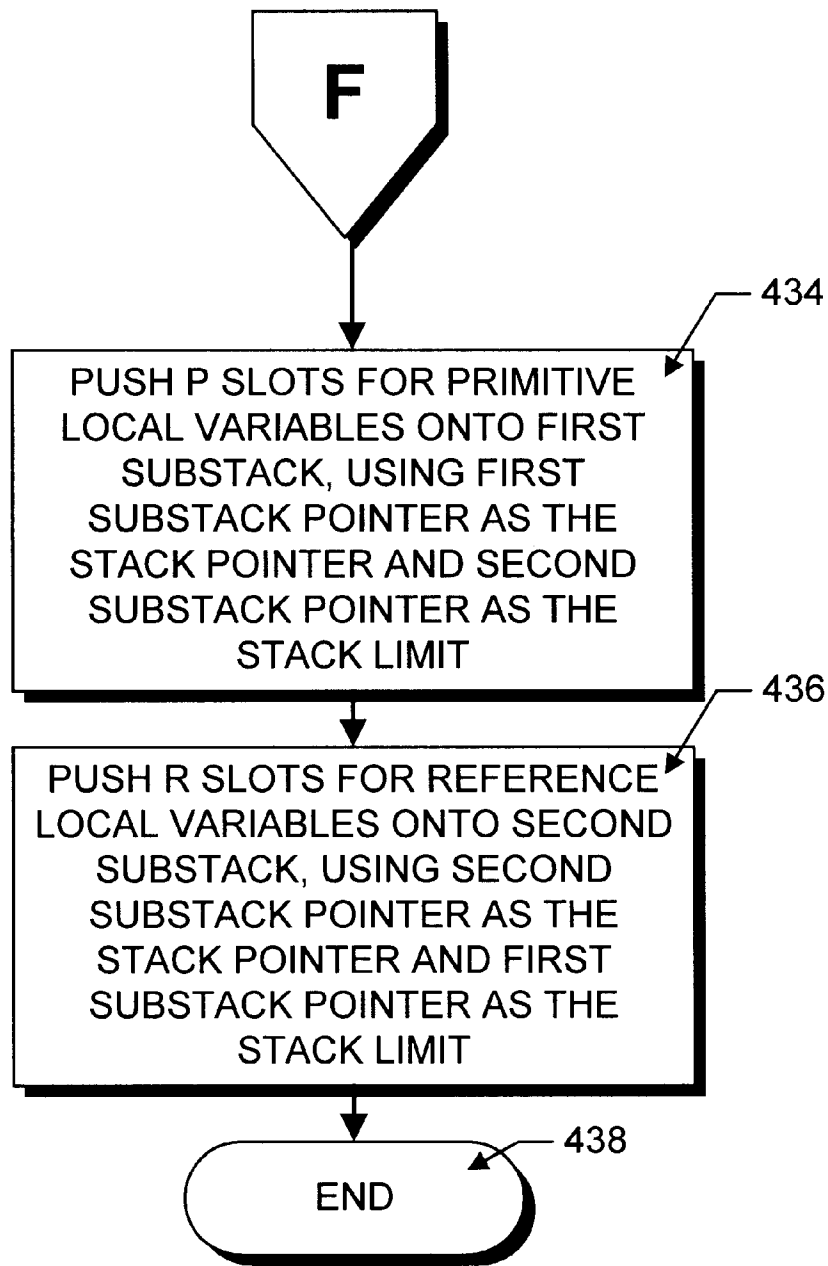 F
434
PUSH P SLOTS FOR PRIMITIVE
LOCAL VARIABLES ONTO FIRST
SUBSTACK, USING FIRST
SUBSTACK POINTER AS THE
STACK POINTER AND SECOND
SUBSTACK POINTER AS THE
STACK LIMIT
436
PUSH R SLOTS FOR REFERENCE
LOCAL VARIABLES ONTO SECOND
SUBSTACK, USING SECOND
SUBSTACK POINTER AS THE
STACK POINTER AND FIRST
SUBSTACK POINTER AS THE
STACK LIMIT
438
END